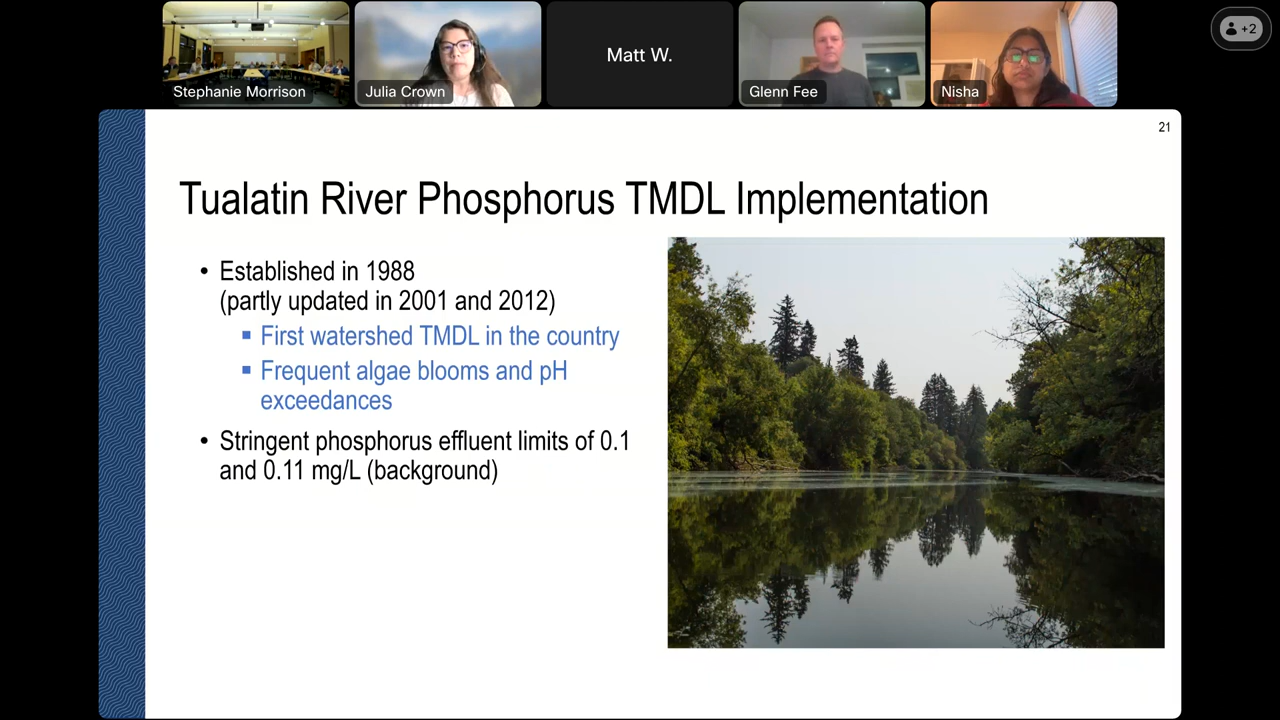 Stephanie Morrison
Julia Crown
Matt W.
Glenn Fee
Nisha
+2
21
Tualatin River Phosphorus TMDL Implementation
• Established in 1988
(partly updated in 2001 and 2012)
▪ First watershed TMDL in the country
▪ Frequent algae blooms and pH
exceedances
• Stringent phosphorus effluent limits of 0.1
and 0.11 mg/L (background)